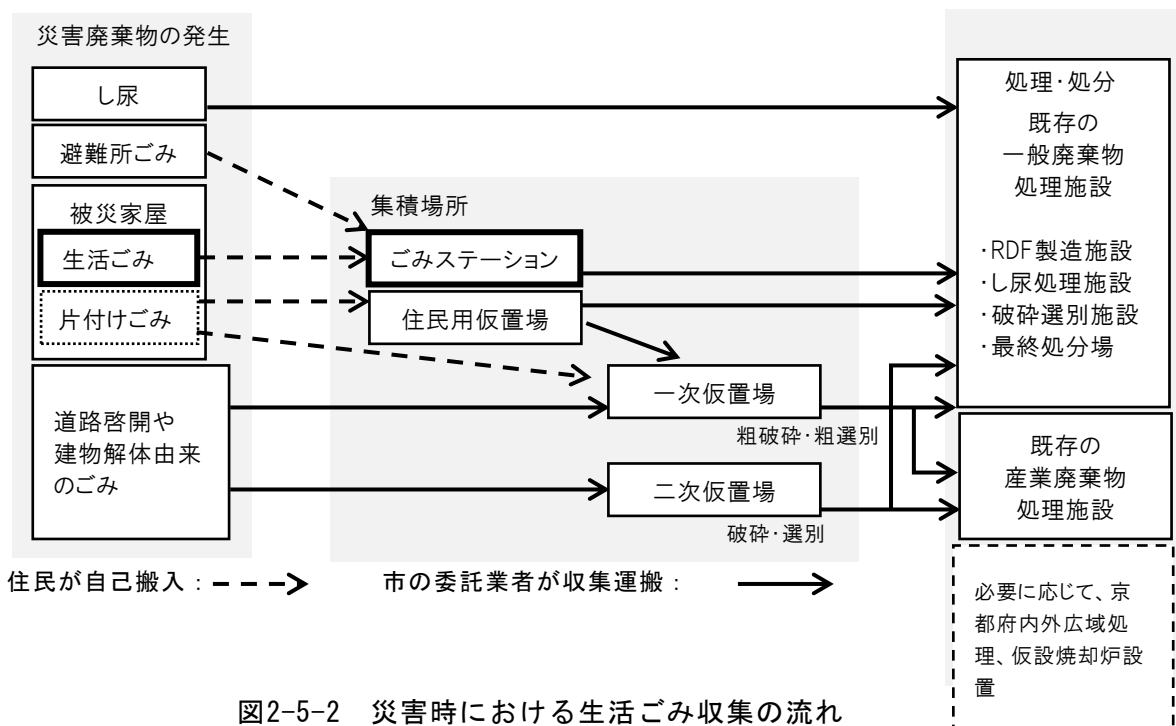 災害廃棄物の発生
し尿
避難所ごみ
被災家屋
生活ごみ
片付けごみ
道路啓開や
建物解体由来
のごみ
集積場所
ごみステーション
住民用仮置場
一次仮置場
粗破砕・粗選別
二次仮置場
破砕・選別
処理・処分
既存の
一般廃棄物
処理施設
・RDF製造施設
・し尿処理施設
・破砕選別施設
・最終処分場
既存の
産業廃棄物
処理施設
必要に応じて、京
都府内外広域処
理、仮設焼却炉設
置
住民が自己搬入：
市の委託業者が収集運搬：
図2-5-2　災害時における生活ごみ収集の流れ